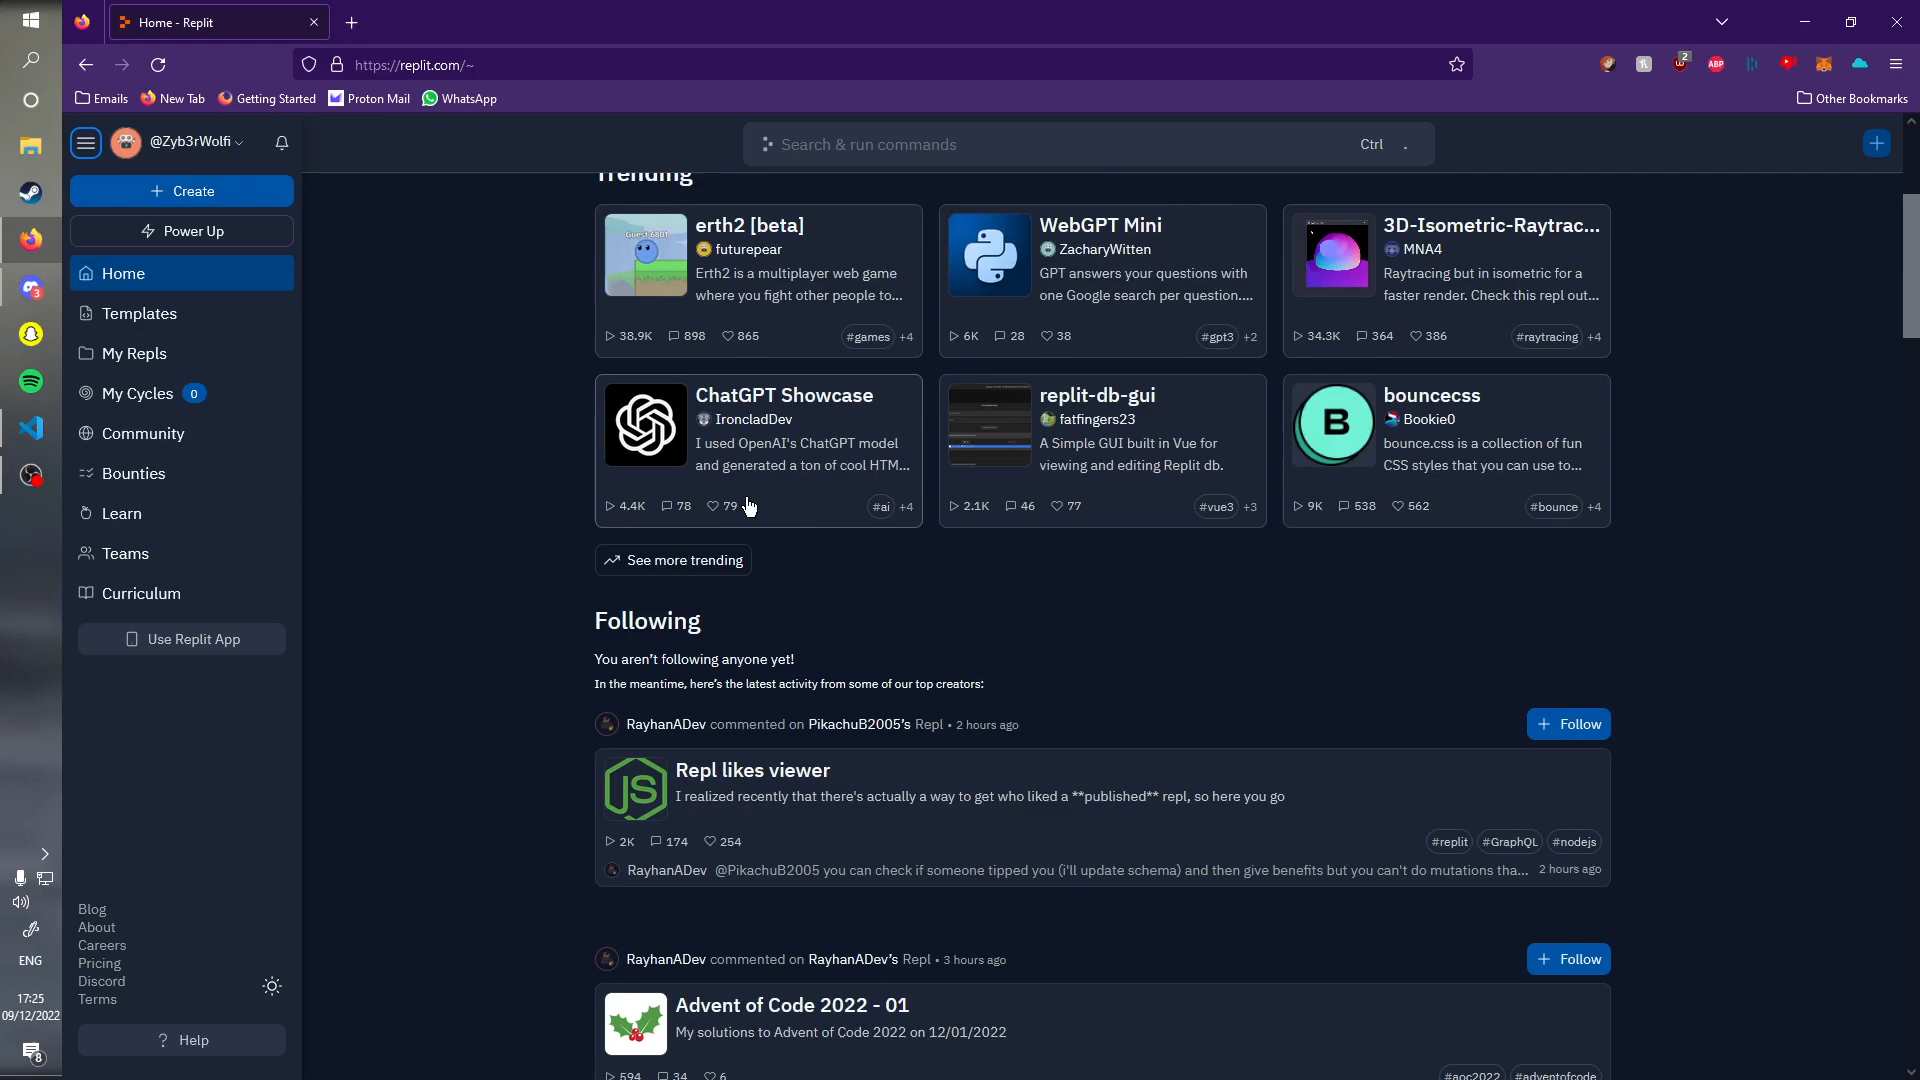 Home - Replit
https://replit.com/~
2
ABP
Emails
New Tab
Getting Started
Proton Mail
WhatsApp
Other Bookmarks
@Zyb3rWolfi
Search & run commands
Ctrl .
Create
Power Up
Home
Templates
My Repls
My Cycles 0
Community
Bounties
Learn
Teams
Curriculum
Use Replit App
Blog
About
Careers
Pricing
Discord
Terms
Help
3
ENG
17:25
09/12/2022
8
Trending
Guest 6801
erth2 [beta]
futurepear
Erth2 is a multiplayer web game
where you fight other people to...
38.9K 898 865 #games +4
WebGPT Mini
ZacharyWitten
GPT answers your questions with
one Google search per question....
6K 28 38 #gpt3 +2
3D-Isometric-Raytrac...
MNA4
Raytracing but in isometric for a
faster render. Check this repl out...
34.3K 364 386 #raytracing +4
ChatGPT Showcase
IroncladDev
I used OpenAI's ChatGPT model
and generated a ton of cool HTM...
4.4K 78 79 #ai +4
replit-db-gui
fatfingers23
A Simple GUI built in Vue for
viewing and editing Replit db.
2.1K 46 77 #vue3 +3
B
bouncecss
Bookie0
bounce.css is a collection of fun
CSS styles that you can use to...
9K 538 562 #bounce +4
See more trending
Following
You aren't following anyone yet!
In the meantime, here's the latest activity from some of our top creators:
RayhanADev commented on PikachuB2005's Repl • 2 hours ago
Follow
JS
Repl likes viewer
I realized recently that there's actually a way to get who liked a **published** repl, so here you go
2K 174 254 #replit #GraphQL #nodejs
RayhanADev @PikachuB2005 you can check if someone tipped you (i'll update schema) and then give benefits but you can't do mutations tha... 2 hours ago
RayhanADev commented on RayhanADev's Repl • 3 hours ago
Follow
Advent of Code 2022 - 01
My solutions to Advent of Code 2022 on 12/01/2022
594 34 6 #aoc2022 #adventofcode